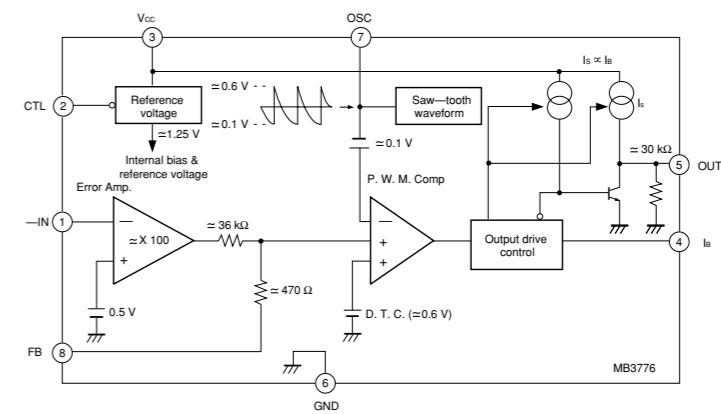 VCC
OSC
3
7
IS ∝ IB
CTL
2
Reference
voltage
≃0.6 V
≃0.1 V
≃1.25 V
Internal bias &
reference voltage
Saw—tooth
waveform
≃0.1 V
IS
≃ 30 kΩ
5
OUT
Error Amp.
P. W. M. Comp
—IN
1
—
≃X 100
+
≃ 36 kΩ
—
+
+
Output drive
control
4
IB
0.5 V
≃ 470 Ω
D. T. C. (≃0.6 V)
FB
8
6
GND
MB3776